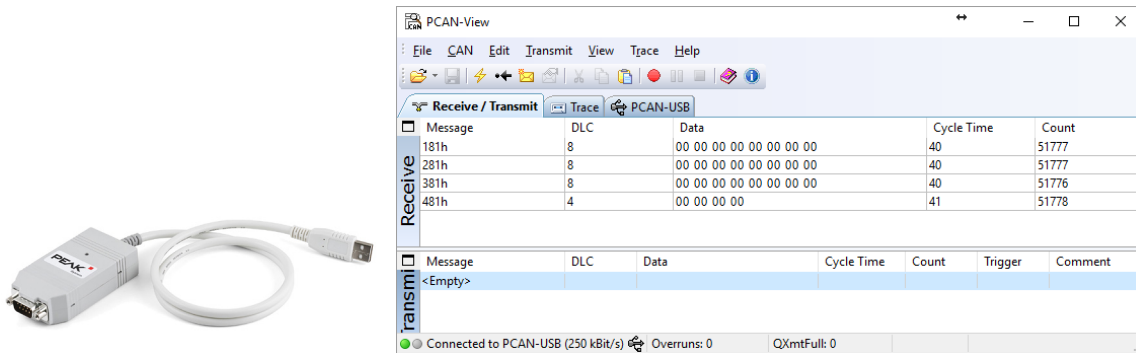 PCAN-View
File CAN Edit Transmit View Trace Help
Receive / Transmit Trace PCAN-USB
Message DLC Data Cycle Time Count
181h 8 00 00 00 00 00 00 00 00 40 51777
281h 8 00 00 00 00 00 00 00 00 40 51777
381h 8 00 00 00 00 00 00 00 00 40 51776
481h 4 00 00 00 00 41 51778
Receive
Message DLC Data Cycle Time Count Trigger Comment
<Empty>
ransmi
Connected to PCAN-USB (250 kBit/s) Overruns: 0 QXmtFull: 0
PEAK